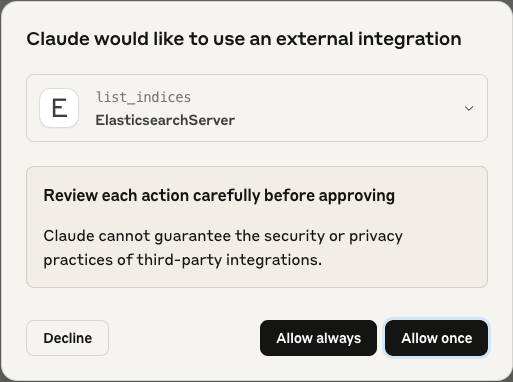 Claude would like to use an external integration
E
list_indices
ElasticsearchServer
Review each action carefully before approving
Claude cannot guarantee the security or privacy
practices of third-party integrations.
Decline
Allow always
Allow once